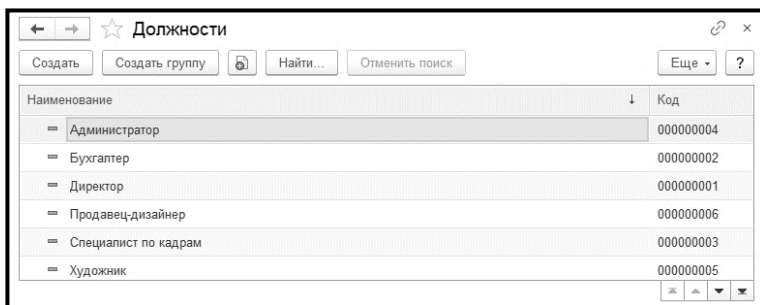 Должности
Создать Создать группу Найти... Отменить поиск Еще ?
Наименование Код
Администратор 000000004
Бухгалтер 000000002
Директор 000000001
Продавец-дизайнер 000000006
Специалист по кадрам 000000003
Художник 000000005